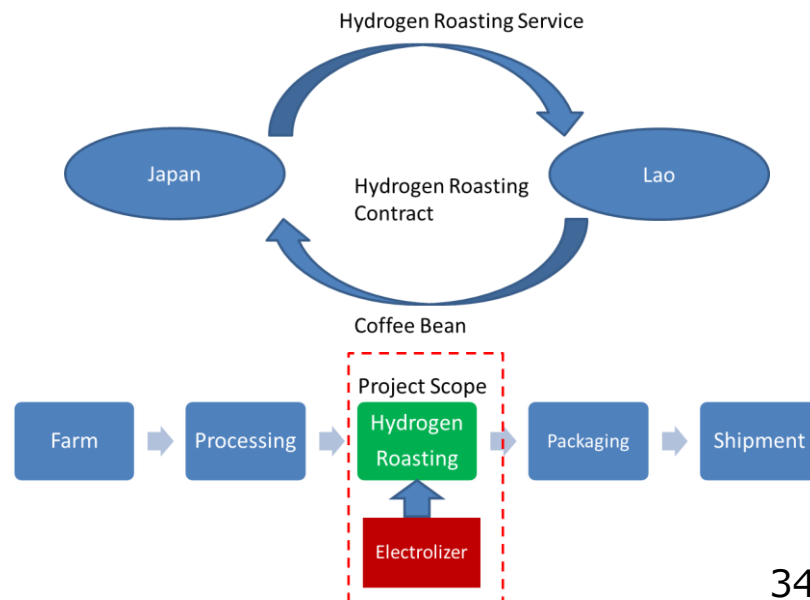 Hydrogen Roasting Service
Japan
Lao
Hydrogen Roasting
Contract
Coffee Bean
Project Scope
Farm
Processing
Hydrogen
Roasting
Packaging
Shipment
Electrolizer
34